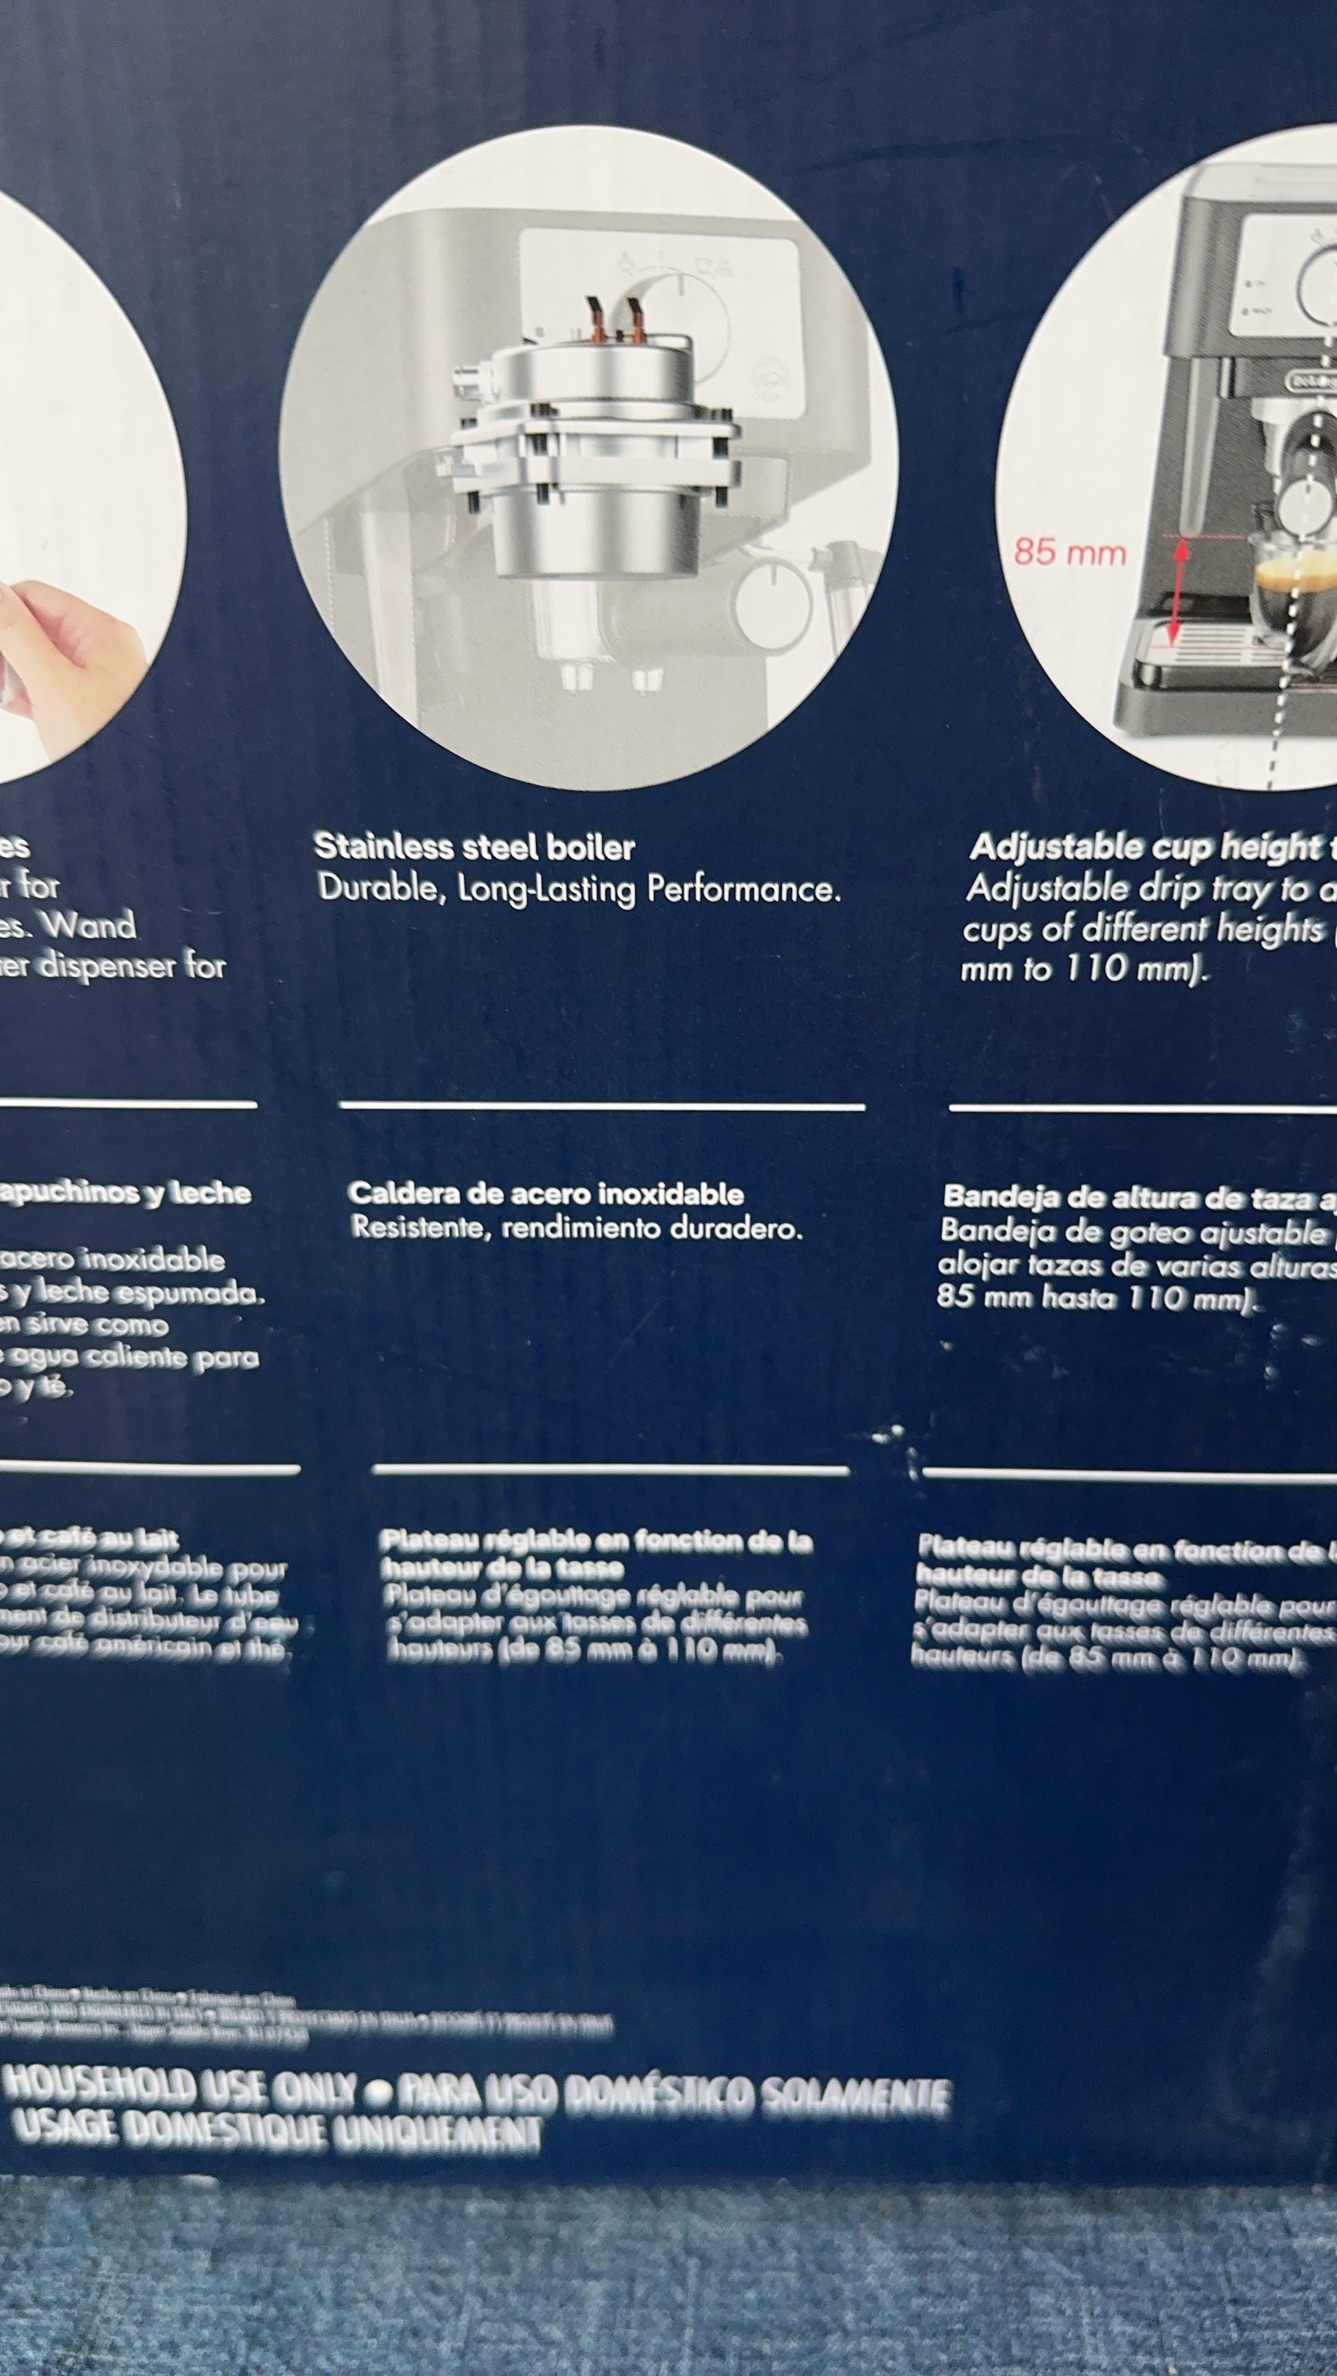 85 mm
es
r for
es. Wand
er dispenser for
Stainless steel boiler
Durable, Long-Lasting Performance.
Adjustable cup height t
Adjustable drip tray to a
cups of different heights (
mm to 110 mm).
apuchinos y leche
acero inoxidable
s y leche espumada.
en sirve como
e agua caliente para
o y té.
Caldera de acero inoxidable
Resistente, rendimiento duradero.
Bandeja de altura de taza aj
Bandeja de goteo ajustable
alojar tazas de varias alturas
85 mm hasta 110 mm).
o et café au lait
n acier inoxydable pour
o et café au lait. Le tube
ment de distributeur d'eau
our café américain et thé.
Plateau réglable en fonction de la
hauteur de la tasse
Plateau d'égouttage réglable pour
s'adapter aux tasses de différentes
hauteurs (de 85 mm à 110 mm).
Plateau réglable en fonction de l
hauteur de la tasse
Plateau d'égouttage réglable pour
s'adapter aux tasses de différentes
hauteurs (de 85 mm à 110 mm).
HOUSEHOLD USE ONLY • PARA USO DOMÉSTICO SOLAMENTE
USAGE DOMESTIQUE UNIQUEMENT